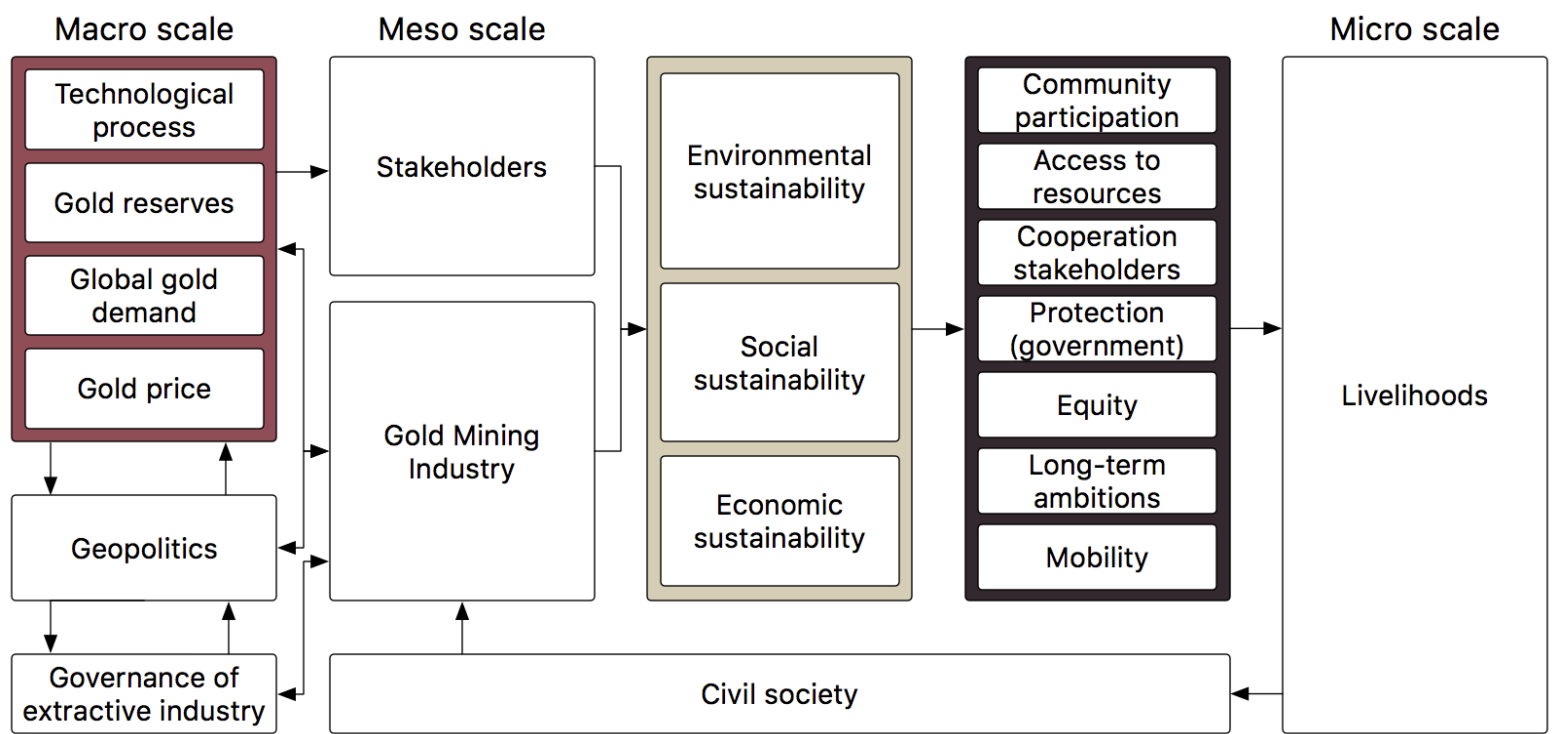 Macro scale
Meso scale
Micro scale
Technological
process
Gold reserves
Global gold
demand
Gold price
Geopolitics
Governance of
extractive industry
Stakeholders
Gold Mining
Industry
Environmental
sustainability
Social
sustainability
Economic
sustainability
Community
participation
Access to
resources
Cooperation
stakeholders
Protection
(government)
Equity
Long-term
ambitions
Mobility
Livelihoods
Civil society